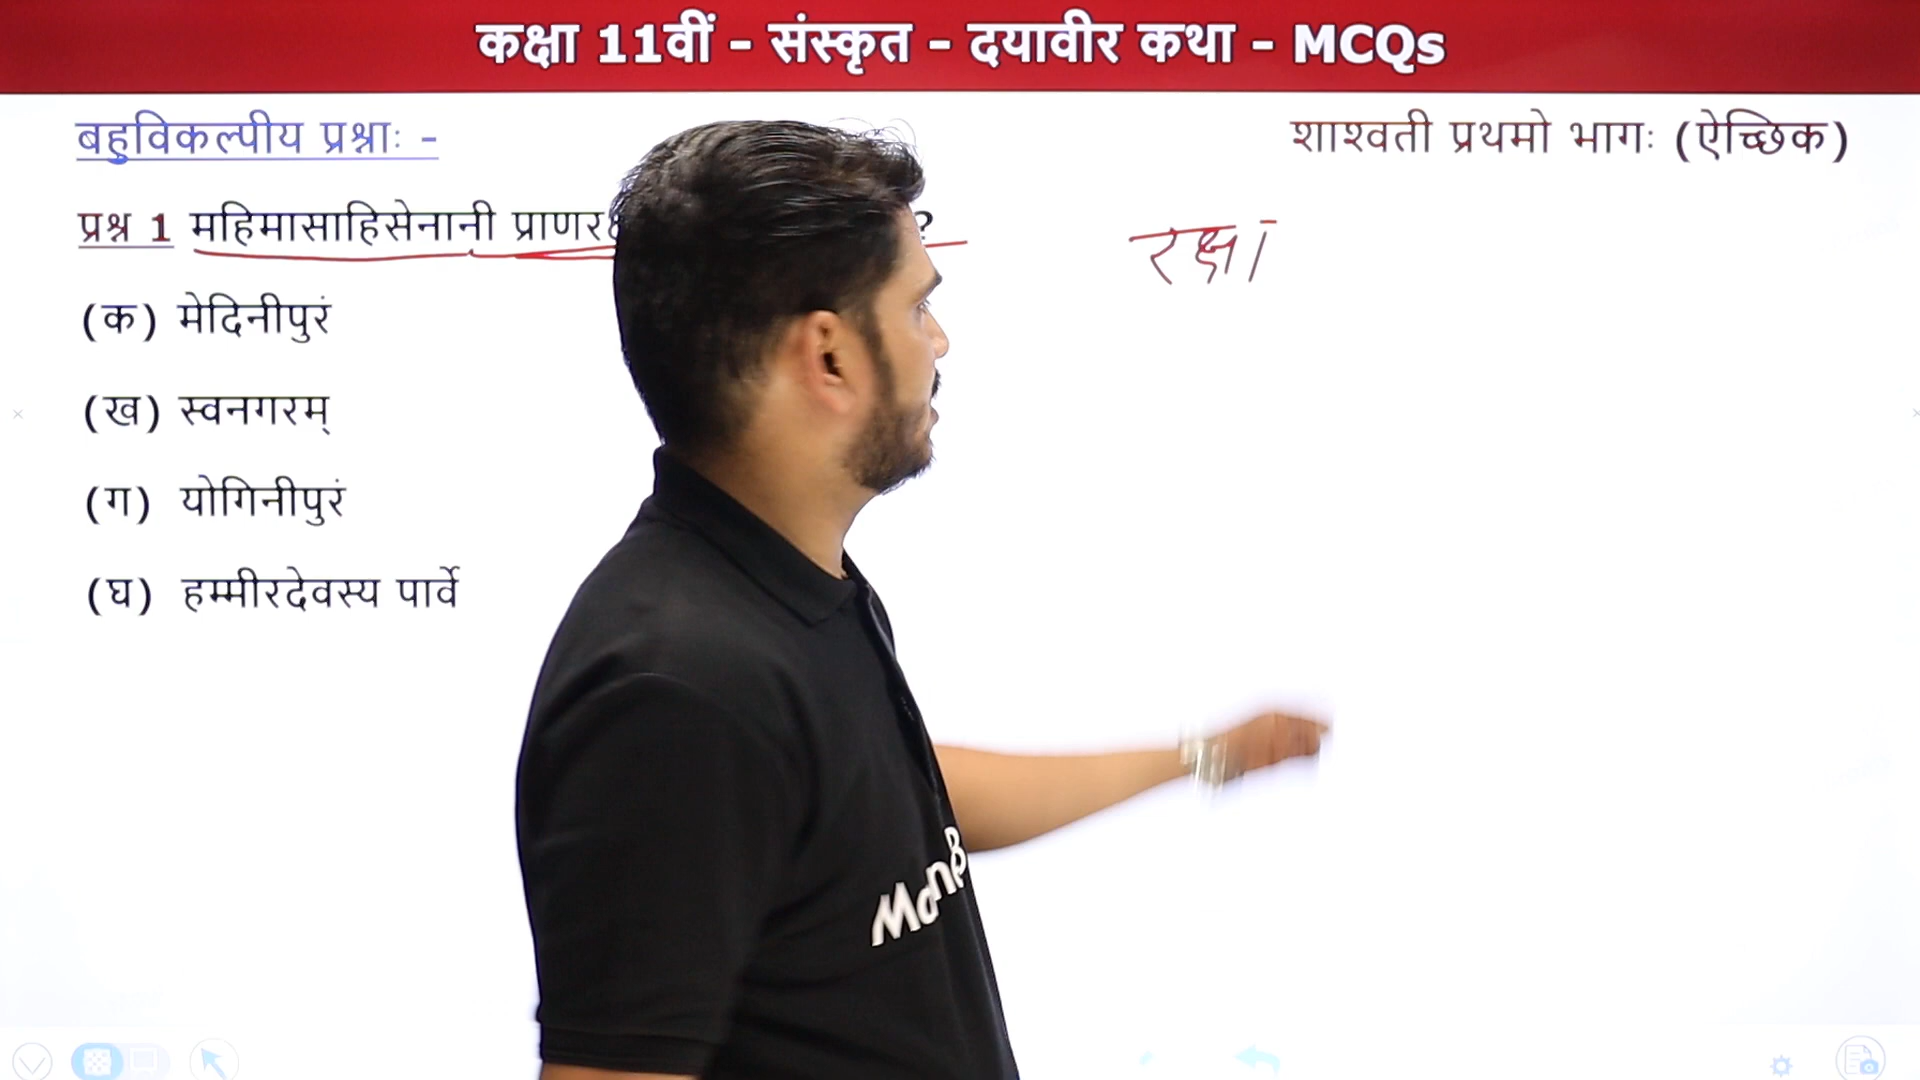 कक्षा 11वीं - संस्कृत - दयावीर कथा - MCQs
बहुविकल्पीय प्रश्नाः -
शाश्वती प्रथमो भागः (ऐच्छिक)
प्रश्न 1 महिमासाहिसेनानी ?
रक्षा
(क) मेदिनीपुरं
(ख) स्वनगरम्
(ग) योगिनीपुरं
(घ) हम्मीरदेवस्य पार्वे